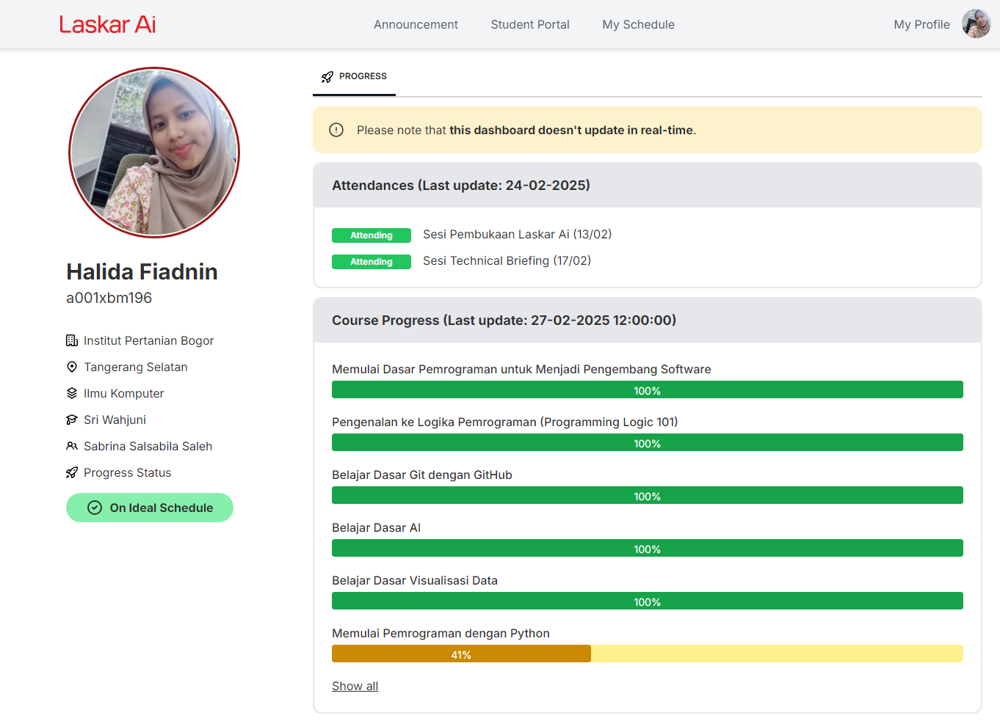 Laskar Ai
Announcement
Student Portal
My Schedule
My Profile
Halida Fiadnin
a001xbm196
Institut Pertanian Bogor
Tangerang Selatan
Ilmu Komputer
Sri Wahjuni
Sabrina Salsabila Saleh
Progress Status
On Ideal Schedule
PROGRESS
Please note that this dashboard doesn't update in real-time.
Attendances (Last update: 24-02-2025)
Attending Sesi Pembukaan Laskar Ai (13/02)
Attending Sesi Technical Briefing (17/02)
Course Progress (Last update: 27-02-2025 12:00:00)
Memulai Dasar Pemrograman untuk Menjadi Pengembang Software
100%
Pengenalan ke Logika Pemrograman (Programming Logic 101)
100%
Belajar Dasar Git dengan GitHub
100%
Belajar Dasar AI
100%
Belajar Dasar Visualisasi Data
100%
Memulai Pemrograman dengan Python
41%
Show all